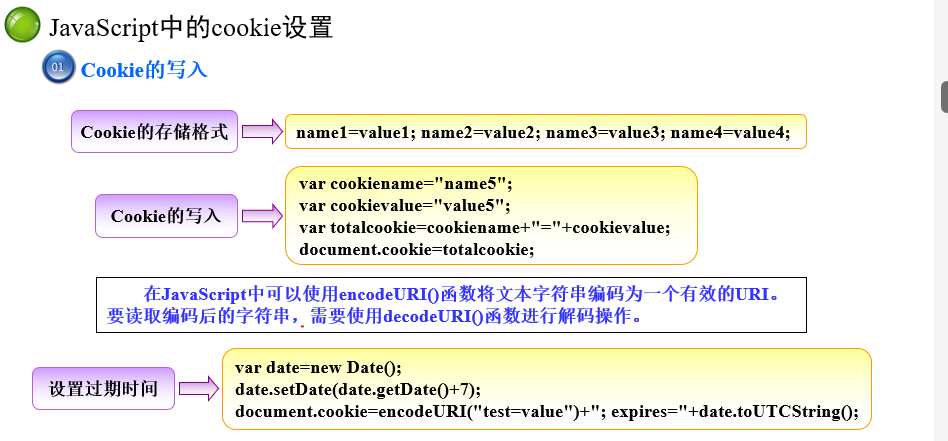 JavaScript中的cookie设置
01 Cookie的写入
Cookie的存储格式
name1=value1; name2=value2; name3=value3; name4=value4;
Cookie的写入
var cookiename="name5";
var cookievalue="value5";
var totalcookie=cookiename+"="+cookievalue;
document.cookie=totalcookie;
在JavaScript中可以使用encodeURI()函数将文本字符串编码为一个有效的URI。
要读取编码后的字符串，需要使用decodeURI()函数进行解码操作。
设置过期时间
var date=new Date();
date.setDate(date.getDate()+7);
document.cookie=encodeURI("test=value")+"; expires="+date.toUTCString();